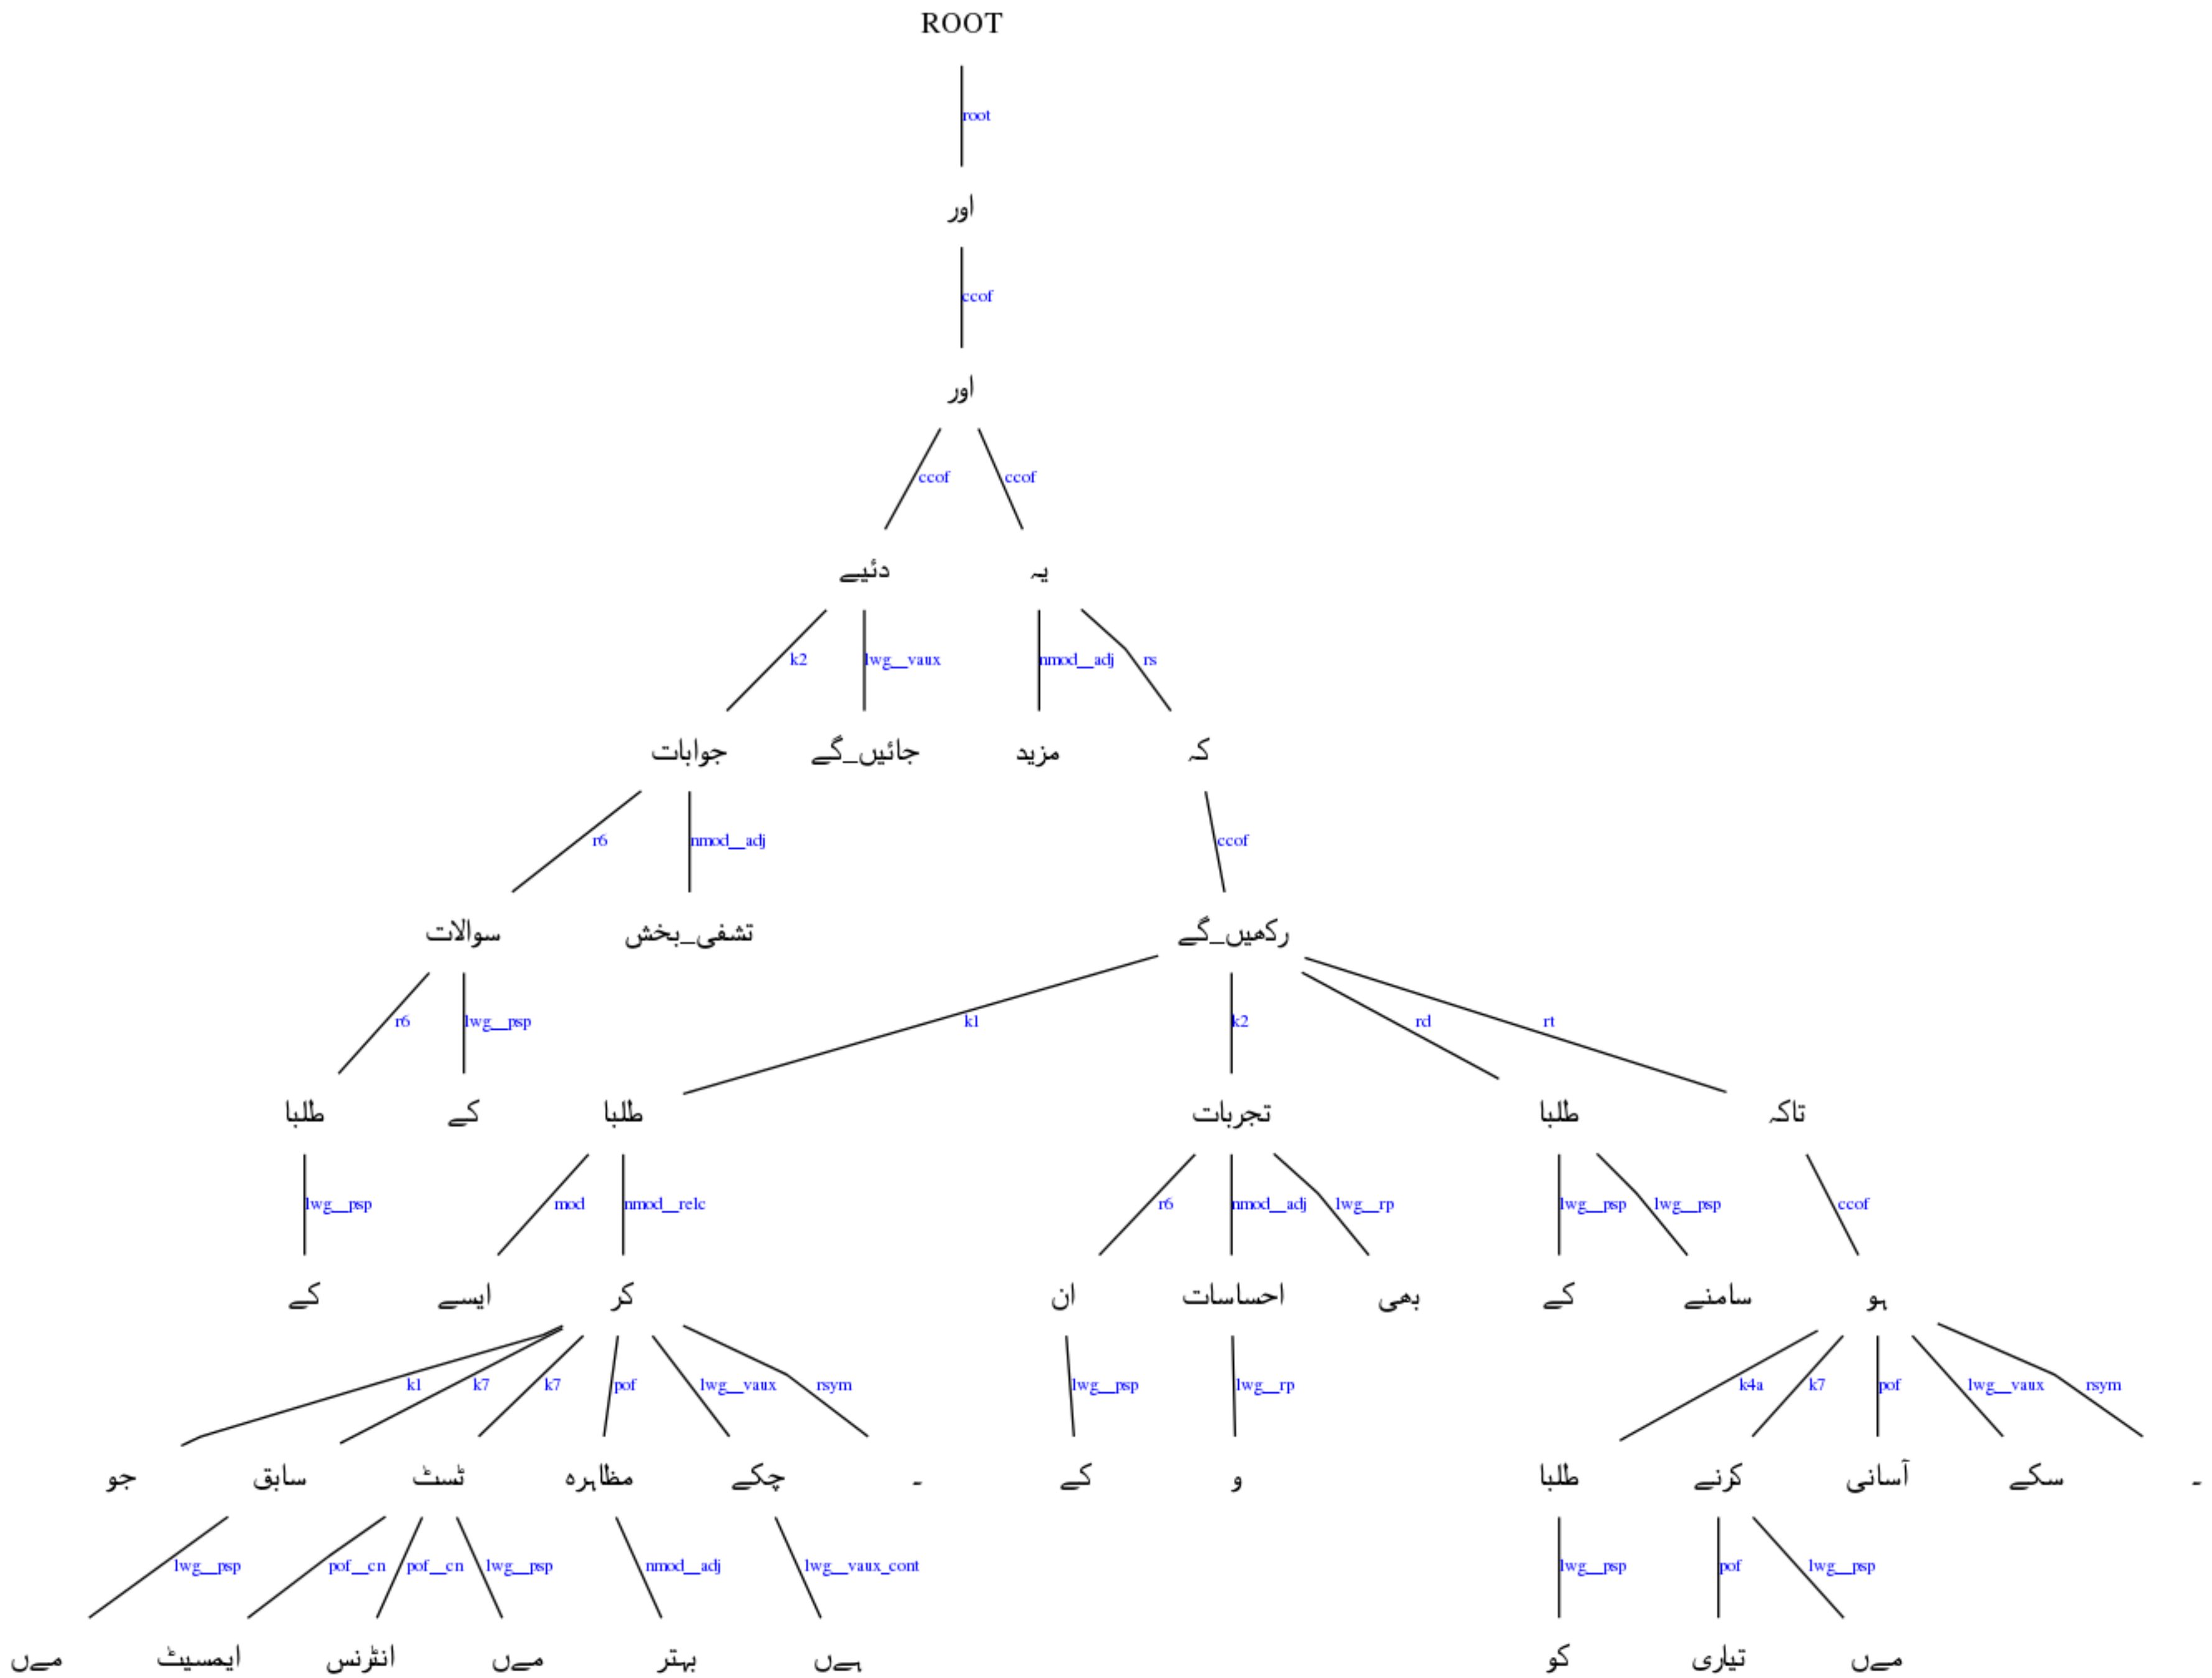 ROOT
root
اور
ccof
اور
ccof ccof
دئیے یہ
k2 lwg__vaux nmod__adj rs
جوابات جائیں_گے مزید کہ
r6 nmod__adj ccof
سوالات تشفی_بخش رکھیں_گے
r6 lwg__psp k1 k2 rd rt
طلبا کے طلبا تجربات طلبا تاکہ
lwg__psp mod nmod__relc r6 nmod__adj lwg__rp lwg__psp lwg__psp ccof
کے ایسے کر ان احساسات بھی کے سامنے ہو
k1 k7 k7 pof lwg__vaux rsym lwg__psp lwg__rp k4a k7 pof lwg__vaux rsym
جو سابق ٹسٹ مظاہرہ چکے ۔ کے و طلبا کرنے آسانی سکے ۔
lwg__psp pof__cn pof__cn lwg__psp nmod__adj lwg__vaux_cont lwg__psp pof lwg__psp
مےں ایمسیٹ انٹرنس مےں بہتر ہےں کو تیاری مےں